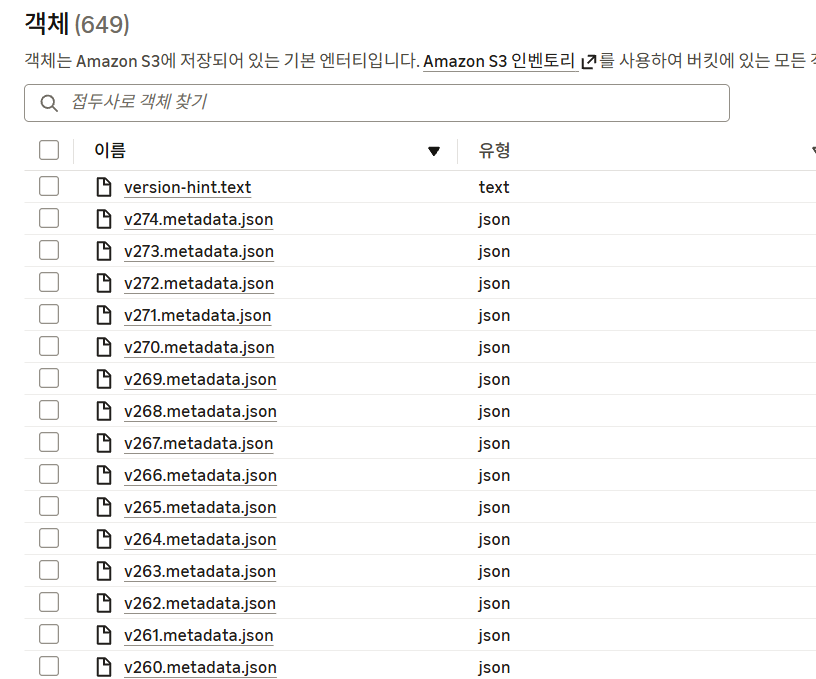 객체 (649)
객체는 Amazon S3에 저장되어 있는 기본 엔터티입니다. Amazon S3 인벤토리 를 사용하여 버킷에 있는 모든
접두사로 객체 찾기
이름 유형
version-hint.text text
v274.metadata.json json
v273.metadata.json json
v272.metadata.json json
v271.metadata.json json
v270.metadata.json json
v269.metadata.json json
v268.metadata.json json
v267.metadata.json json
v266.metadata.json json
v265.metadata.json json
v264.metadata.json json
v263.metadata.json json
v262.metadata.json json
v261.metadata.json json
v260.metadata.json json